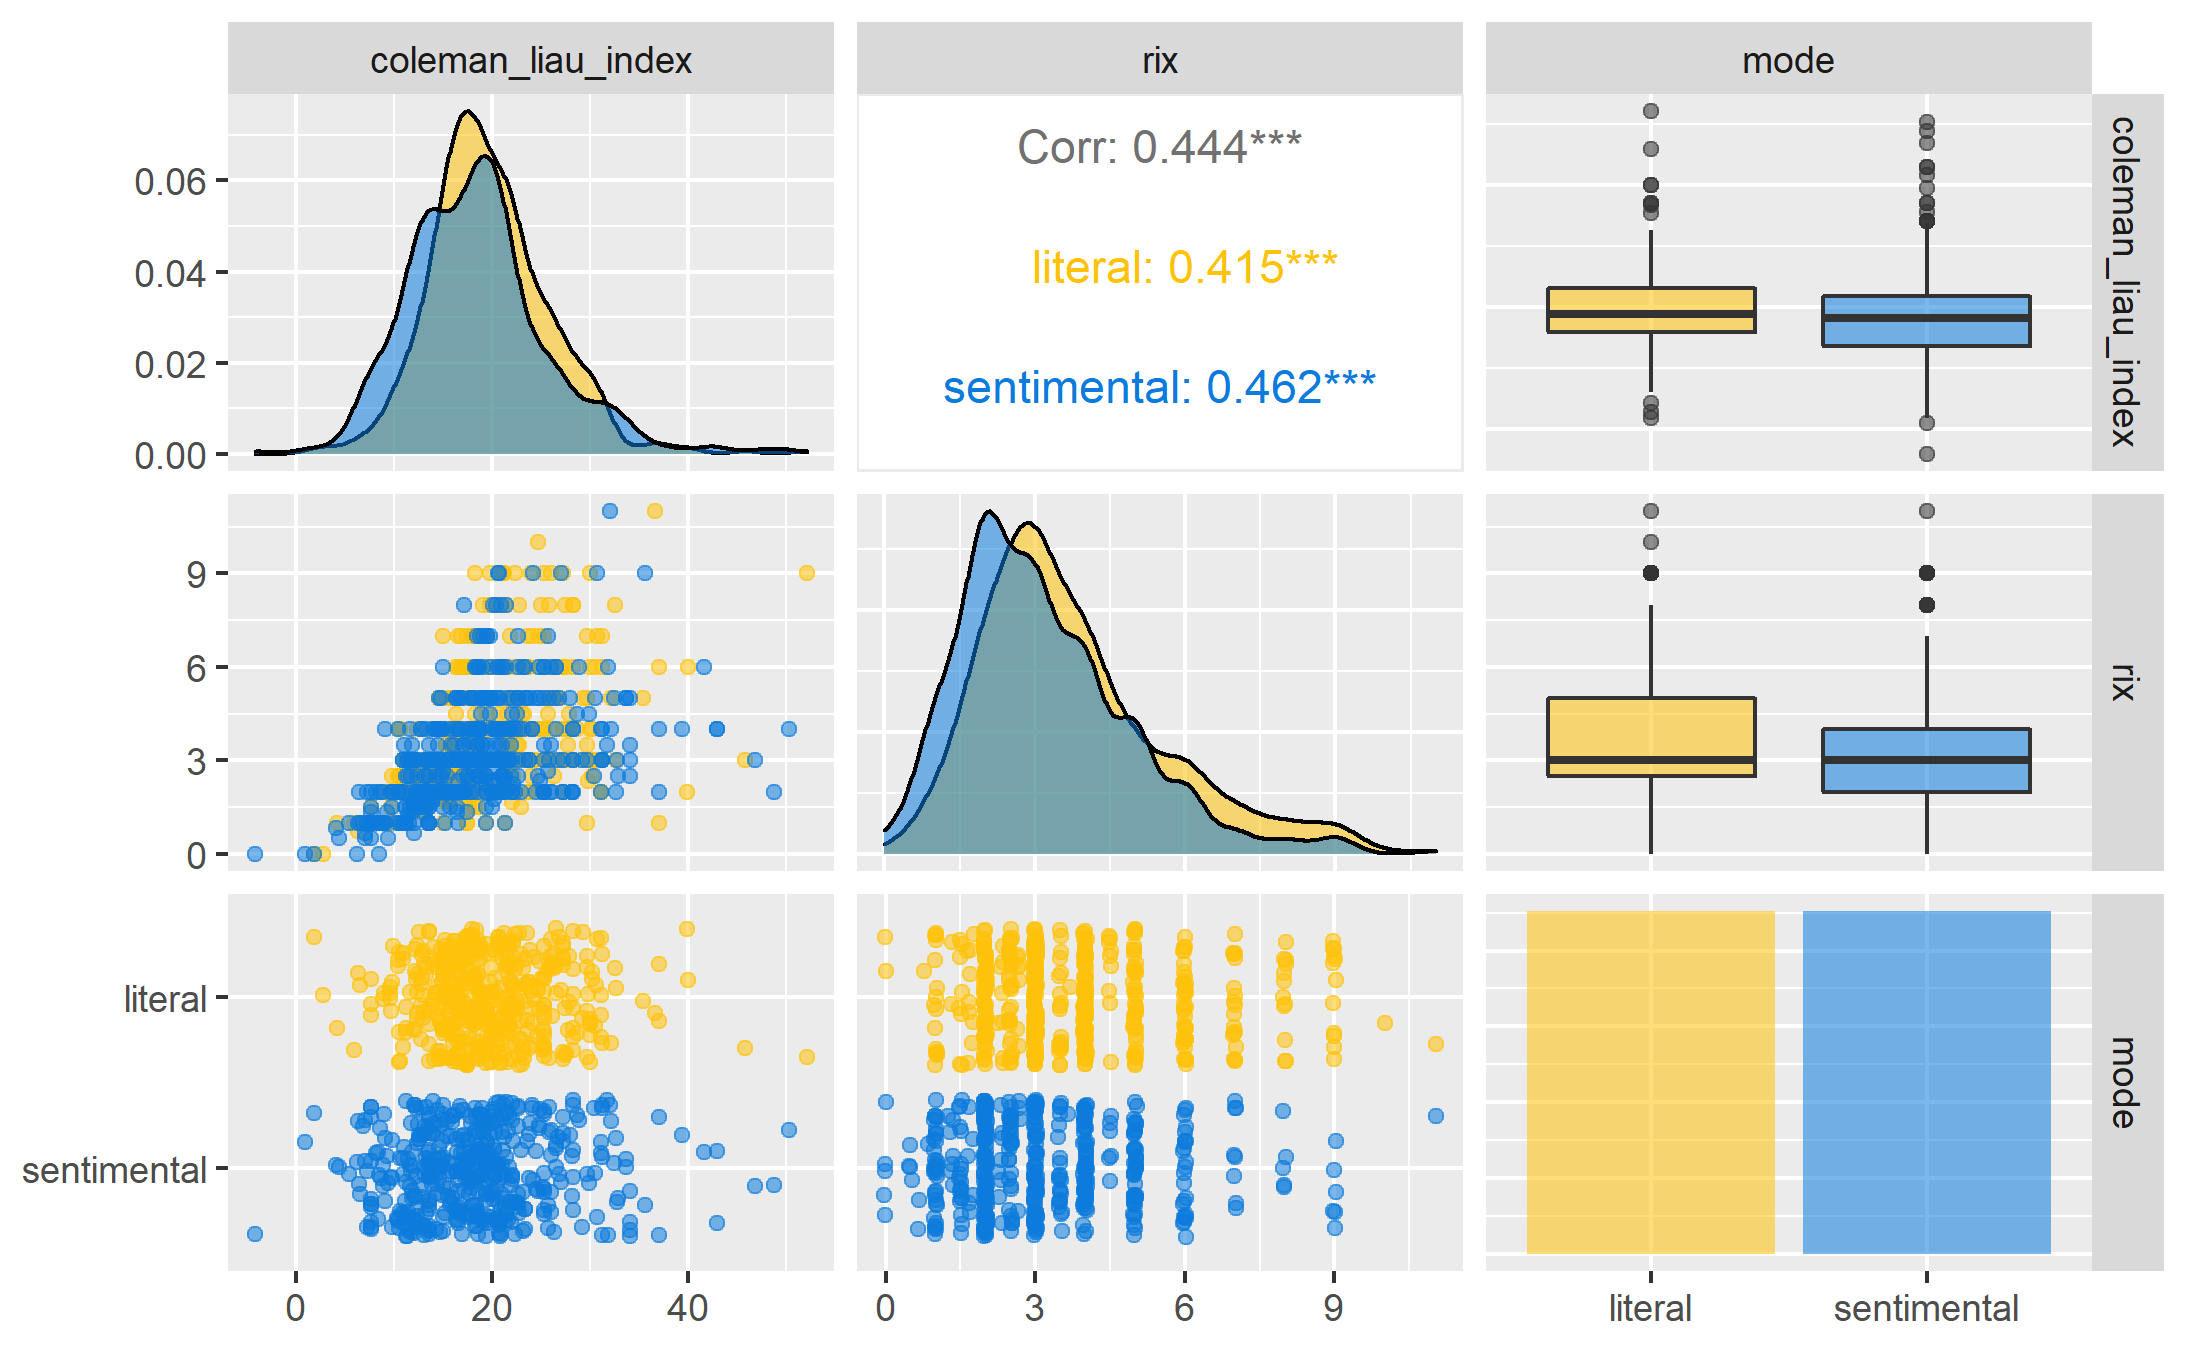 coleman_liau_index
rix
mode
0.06
0.04
0.02
0.00
Corr: 0.444***
literal: 0.415***
sentimental: 0.462***
coleman_liau_index
9
6
3
0
rix
literal
sentimental
mode
0
20
40
0
3
6
9
literal
sentimental